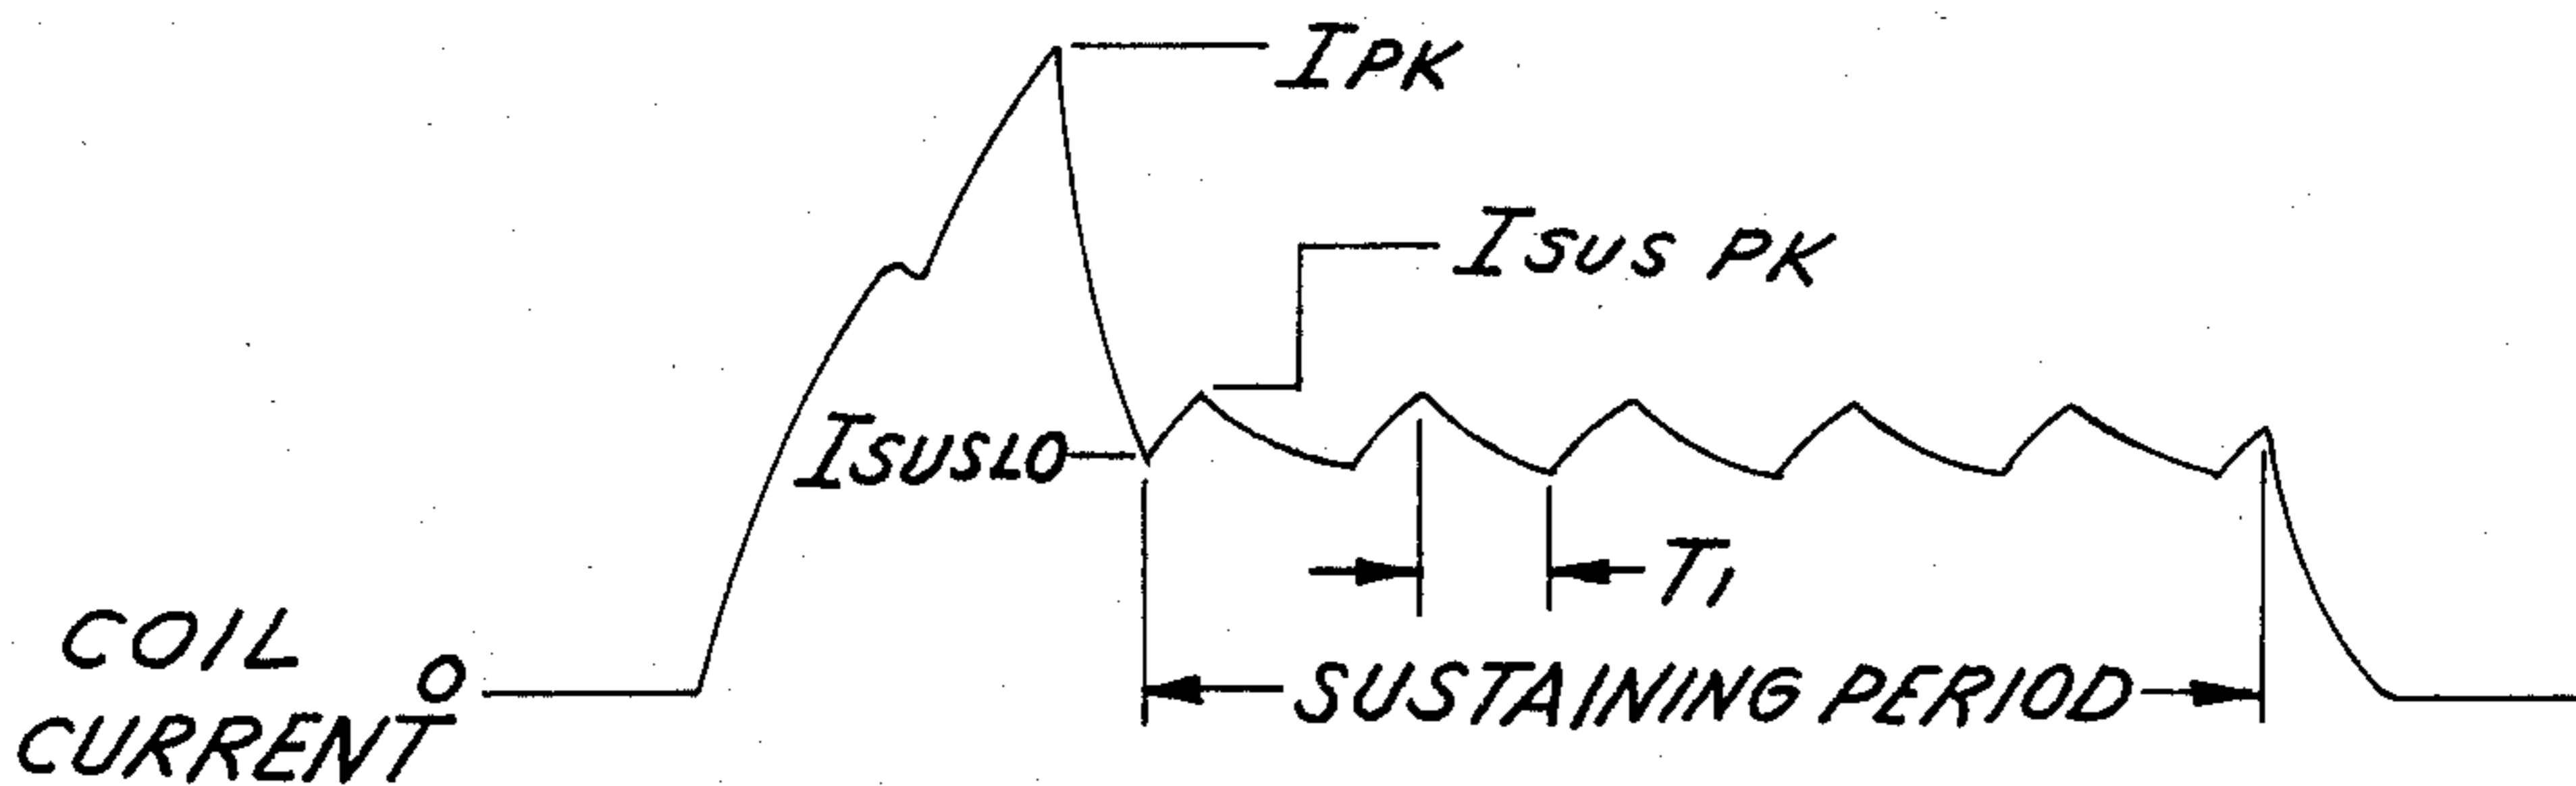 IPK
ISUS PK
ISUSLO
T1
COIL
CURRENT
0
SUSTAINING PERIOD